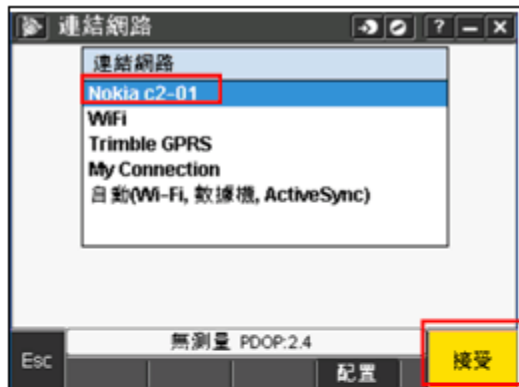 連結網路
? – ×
連結網路
Nokia c2-01
WiFi
Trimble GPRS
My Connection
自動(Wi-Fi, 數據機, ActiveSync)
無測量 PDOP:2.4
Esc
配置
接受